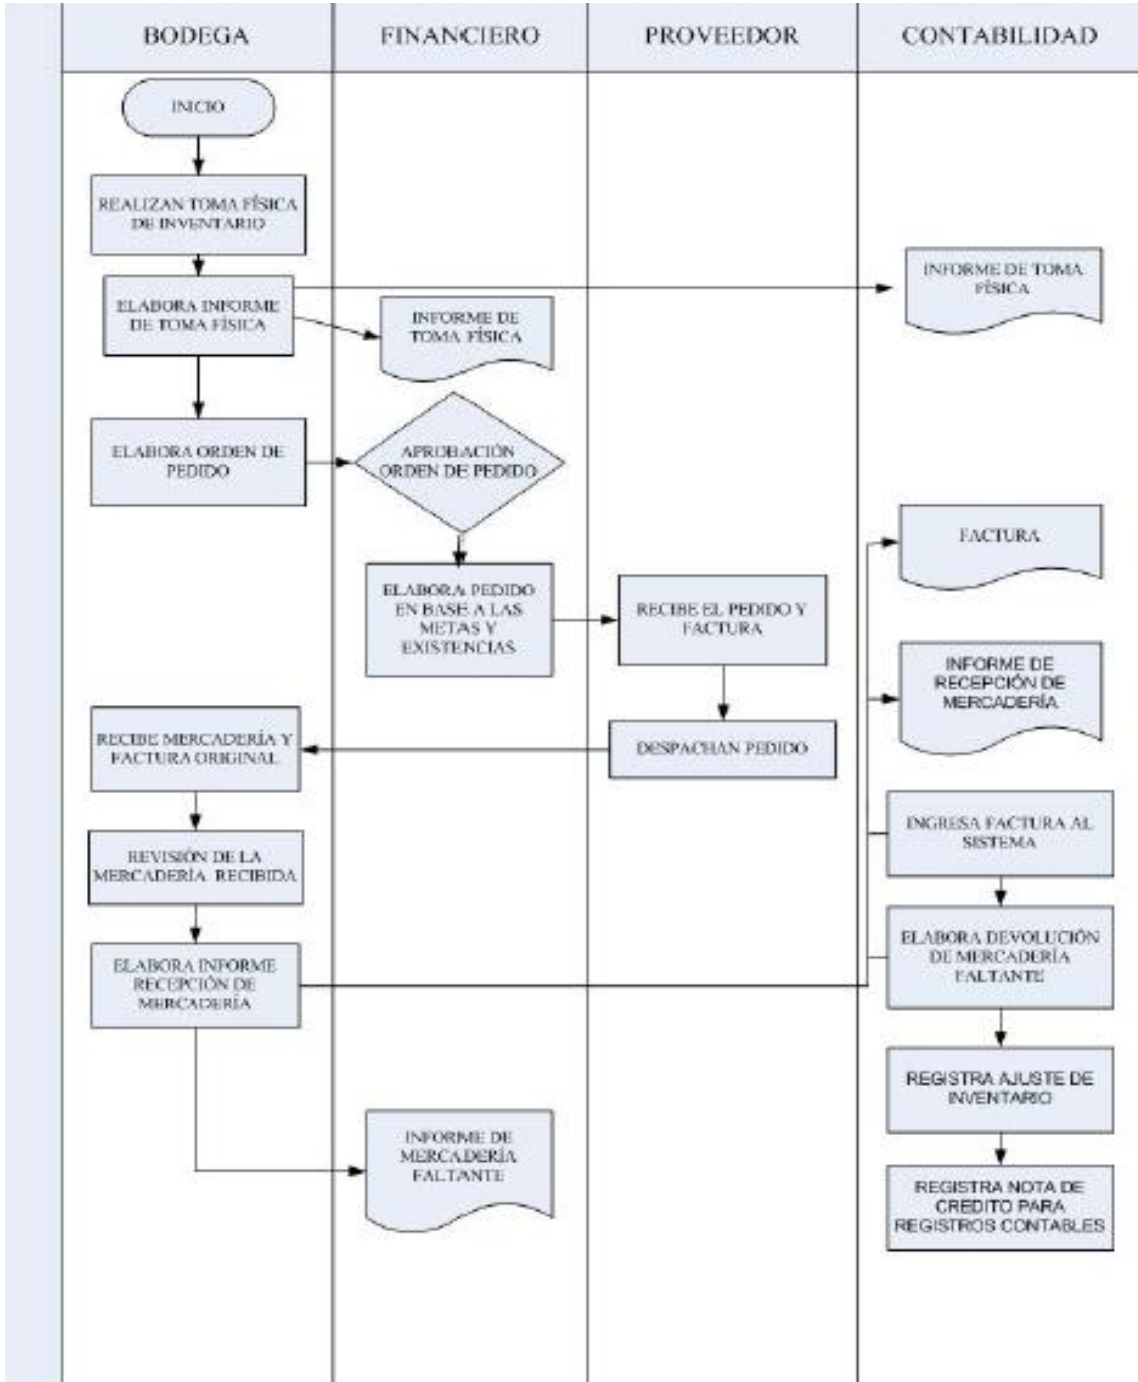 BODEGA
FINANCIERO
PROVEEDOR
CONTABILIDAD
INICIO
REALIZAN TOMA FÍSICA
DE INVENTARIO
ELABORA INFORME
DE TOMA FÍSICA
INFORME DE
TOMA FÍSICA
INFORME DE TOMA
FÍSICA
ELABORA ORDEN DE
PEDIDO
APROBACIÓN
ORDEN DE PEDIDO
FACTURA
ELABORA PEDIDO
EN BASE A LAS
METAS Y
EXISTENCIAS
RECIBE EL PEDIDO Y
FACTURA
INFORME DE
RECEPCIÓN DE
MERCADERÍA
RECIBE MERCADERÍA Y
FACTURA ORIGINAL
DESPACHAN PEDIDO
INGRESA FACTURA AL
SISTEMA
REVISIÓN DE LA
MERCADERÍA RECIBIDA
ELABORA DEVOLUCIÓN
DE MERCADERÍA
FALTANTE
ELABORA INFORME
RECEPCIÓN DE
MERCADERÍA
REGISTRA AJUSTE DE
INVENTARIO
INFORME DE
MERCADERÍA
FALTANTE
REGISTRA NOTA DE
CREDITO PARA
REGISTROS CONTABLES